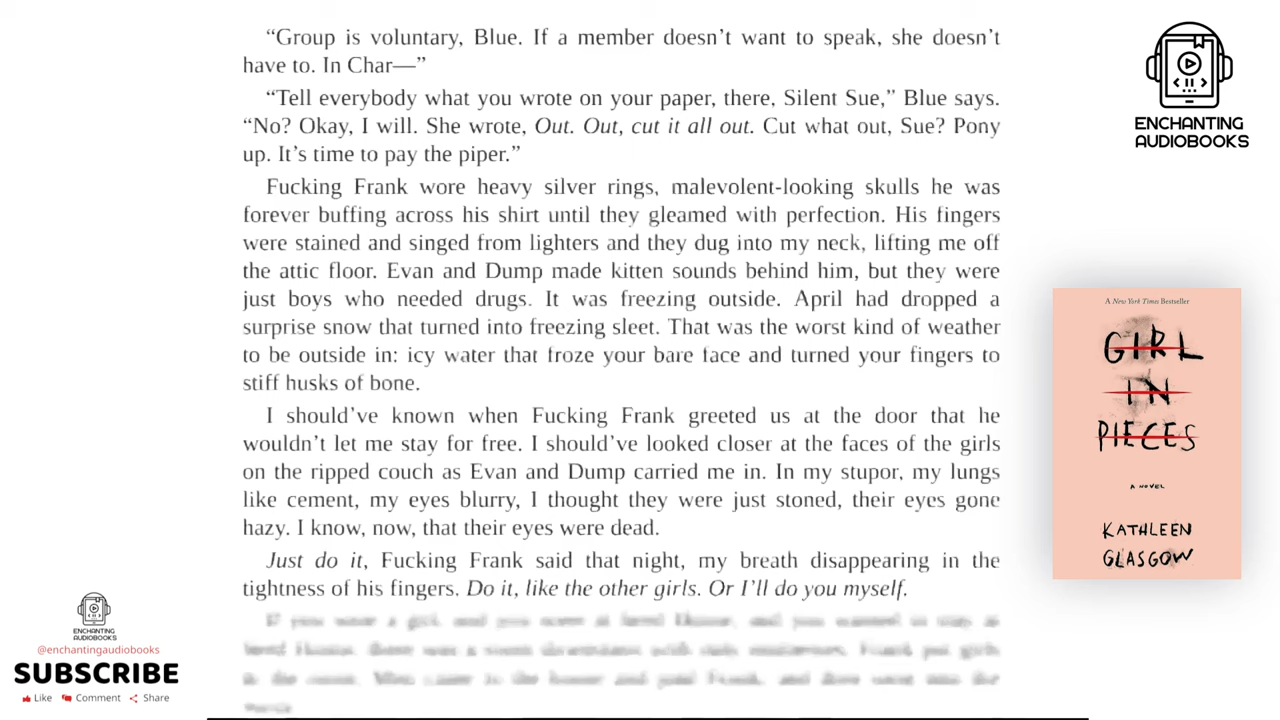 “Group is voluntary, Blue. If a member doesn’t want to speak, she doesn’t
have to. In Char—”
“Tell everybody what you wrote on your paper, there, Silent Sue,” Blue says.
“No? Okay, I will. She wrote, Out. Out, cut it all out. Cut what out, Sue? Pony
up. It’s time to pay the piper.”
Fucking Frank wore heavy silver rings, malevolent-looking skulls he was
forever buffing across his shirt until they gleamed with perfection. His fingers
were stained and singed from lighters and they dug into my neck, lifting me off
the attic floor. Evan and Dump made kitten sounds behind him, but they were
just boys who needed drugs. It was freezing outside. April had dropped a
surprise snow that turned into freezing sleet. That was the worst kind of weather
to be outside in: icy water that froze your bare face and turned your fingers to
stiff husks of bone.
I should’ve known when Fucking Frank greeted us at the door that he
wouldn’t let me stay for free. I should’ve looked closer at the faces of the girls
on the ripped couch as Evan and Dump carried me in. In my stupor, my lungs
like cement, my eyes blurry, I thought they were just stoned, their eyes gone
hazy. I know, now, that their eyes were dead.
Just do it, Fucking Frank said that night, my breath disappearing in the
tightness of his fingers. Do it, like the other girls. Or I’ll do you myself.
ENCHANTING
AUDIOBOOKS
A New York Times Bestseller
GIRL
IN
PIECES
A NOVEL
KATHLEEN
GLASGOW
ENCHANTING
AUDIOBOOKS
@enchantingaudiobooks
SUBSCRIBE
Like Comment Share